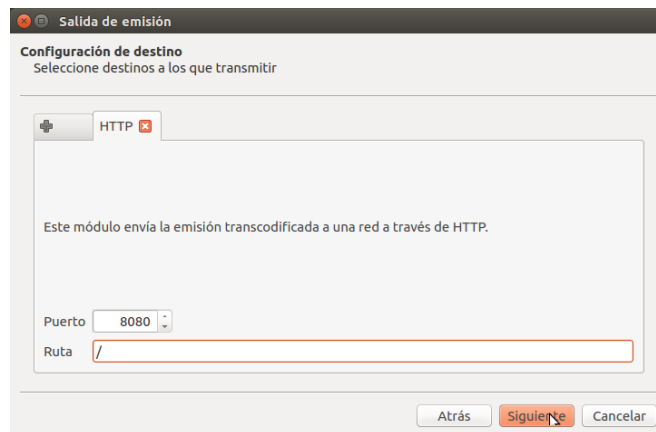 Salida de emisión
Configuración de destino
Seleccione destinos a los que transmitir
HTTP
Este módulo envía la emisión transcodificada a una red a través de HTTP.
Puerto 8080
Ruta /
Atrás Siguiente Cancelar